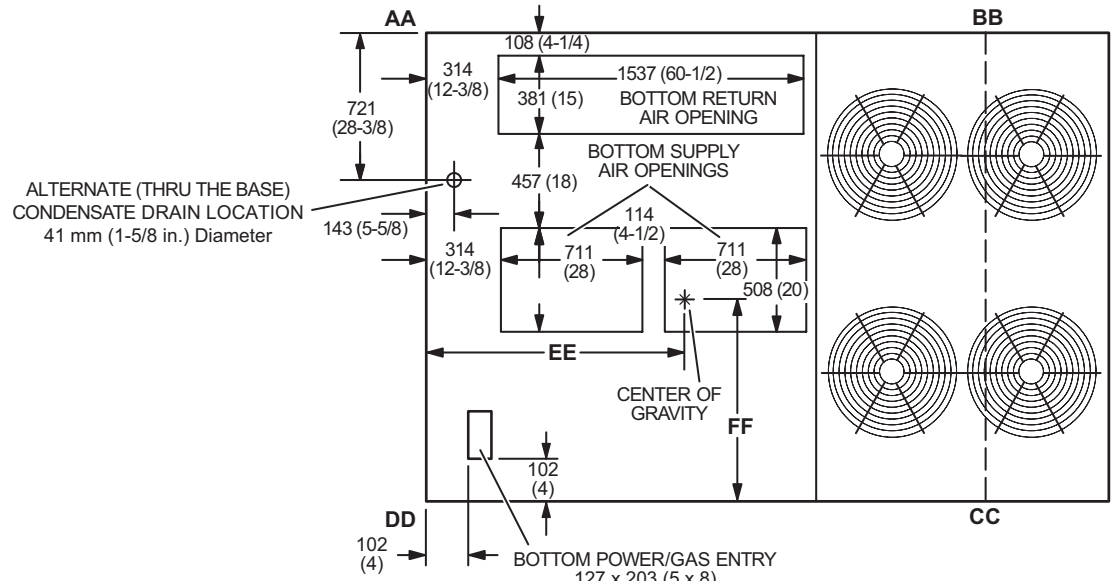 AA
BB
108 (4-1/4)
314
(12-3/8)
1537 (60-1/2)
381 (15)
BOTTOM RETURN
AIR OPENING
721
(28-3/8)
BOTTOM SUPPLY
AIR OPENINGS
457 (18)
ALTERNATE (THRU THE BASE)
CONDENSATE DRAIN LOCATION
41 mm (1-5/8 in.) Diameter
143 (5-5/8)
114
(4-1/2)
314
(12-3/8)
711
(28)
711
(28)
508 (20)
EE
CENTER OF
GRAVITY
FF
102
(4)
DD
CC
102
(4)
BOTTOM POWER/GAS ENTRY
127 x 203 (5 x 8)